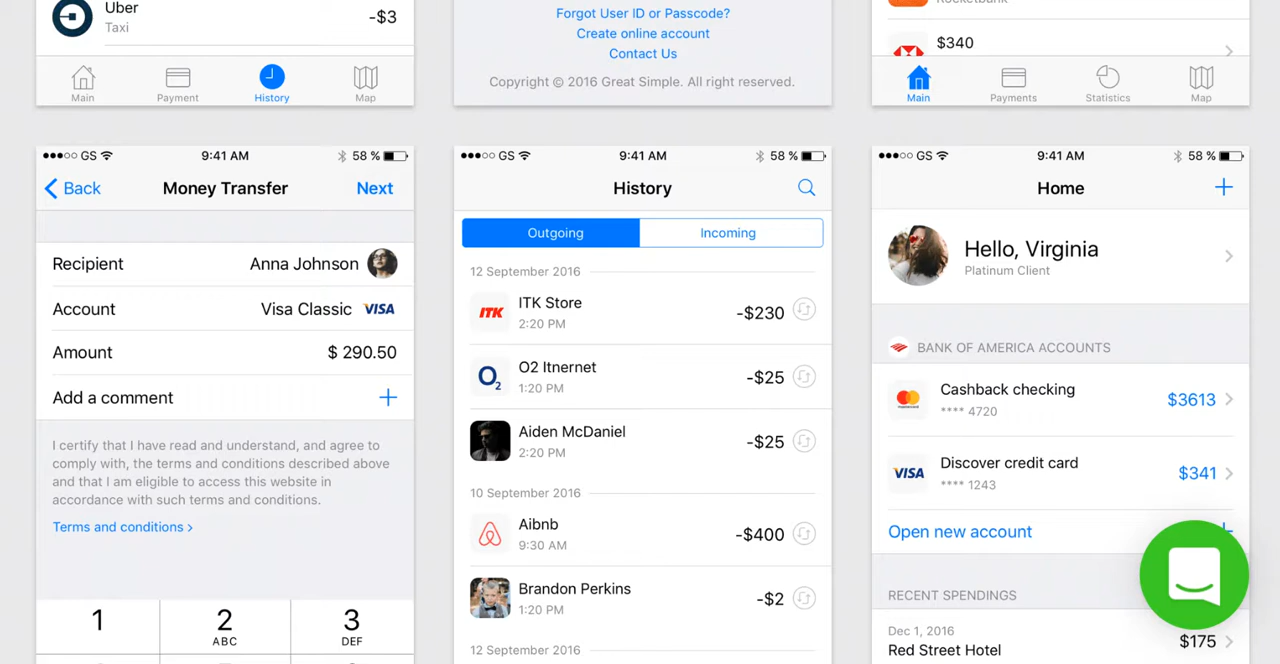 Uber
Taxi
-$3
Main
Payment
History
Map
Forgot User ID or Passcode?
Create online account
Contact Us
Copyright © 2016 Great Simple. All right reserved.
$340
Main
Payments
Statistics
Map
GS
9:41 AM
58 %
Back
Money Transfer
Next
Recipient
Anna Johnson
Account
Visa Classic
VISA
Amount
$ 290.50
Add a comment
I certify that I have read and understand, and agree to
comply with, the terms and conditions described above
and that I am eligible to access this website in
accordance with such terms and conditions.
Terms and conditions >
1
2
ABC
3
DEF
GS
9:41 AM
58 %
History
Outgoing
Incoming
12 September 2016
ITK
ITK Store
2:20 PM
-$230
O2
O2 Itnernet
1:20 PM
-$25
Aiden McDaniel
2:20 PM
-$25
10 September 2016
Aibnb
9:30 AM
-$400
Brandon Perkins
1:20 PM
-$2
12 September 2016
GS
9:41 AM
58 %
Home
Hello, Virginia
Platinum Client
BANK OF AMERICA ACCOUNTS
Cashback checking
**** 4720
$3613
VISA
Discover credit card
**** 1243
$341
Open new account
RECENT SPENDINGS
Dec 1, 2016
Red Street Hotel
$175